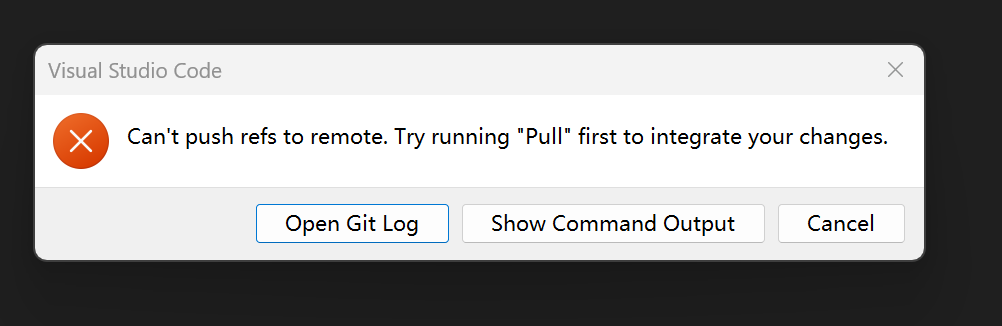 Visual Studio Code
Can't push refs to remote. Try running "Pull" first to integrate your changes.
Open Git Log
Show Command Output
Cancel